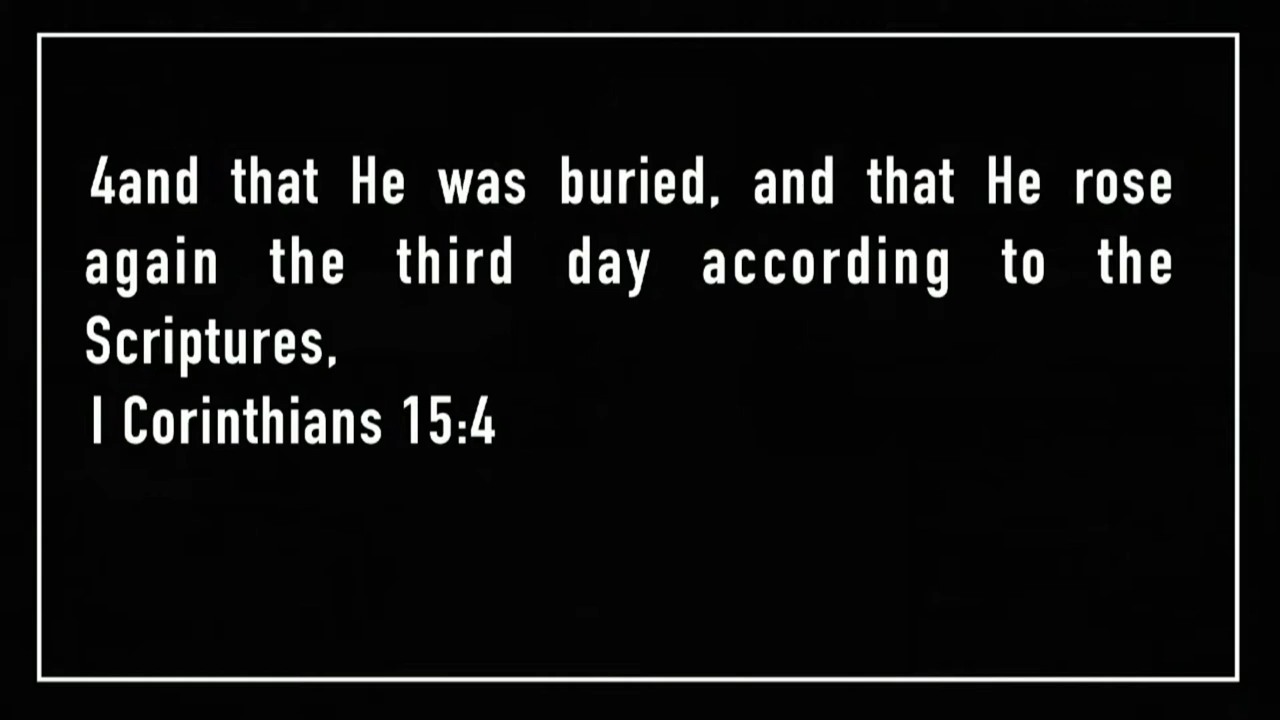 4and that He was buried, and that He rose
again the third day according to the
Scriptures,
I Corinthians 15:4